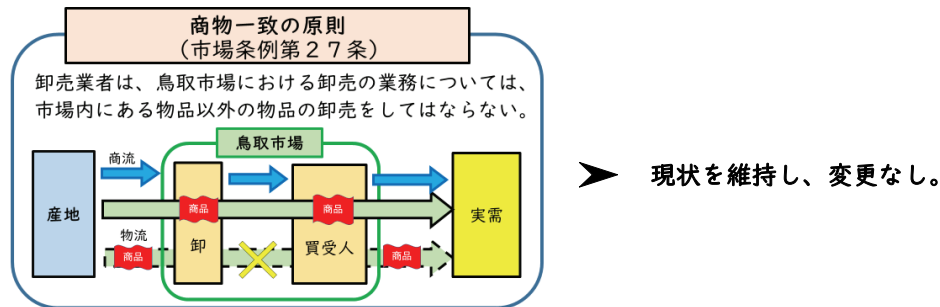 商物一致の原則
（市場条例第２７条）
卸売業者は、鳥取市場における卸売の業務については、
市場内にある物品以外の物品の卸売をしてはならない。
鳥取市場
商流
産地
商品
商品
実需
物流
卸
買受人
商品
商品
➤ 現状を維持し、変更なし。